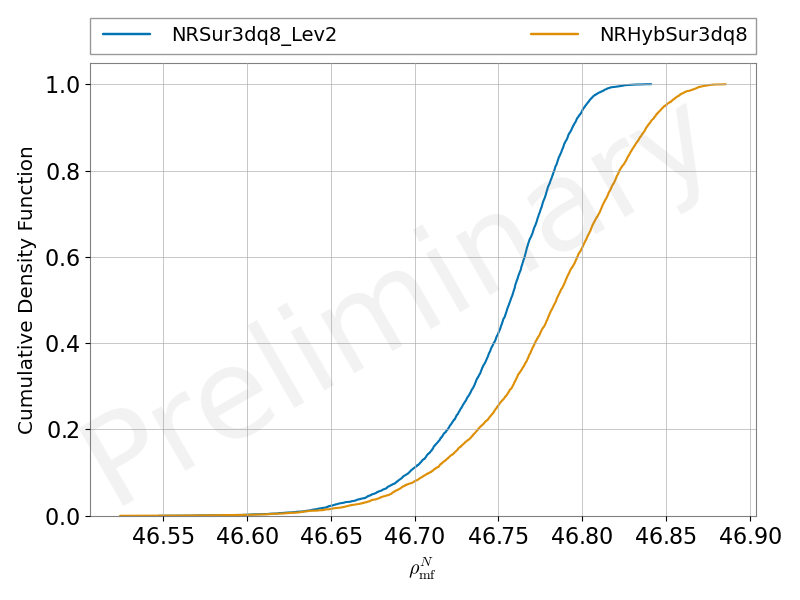 NRSur3dq8_Lev2 NRHybSur3dq8
1.0
0.8
0.6
0.4
0.2
0.0
Cumulative Density Function
Preliminary
46.55 46.60 46.65 46.70 46.75 46.80 46.85 46.90
ρ_mf^N